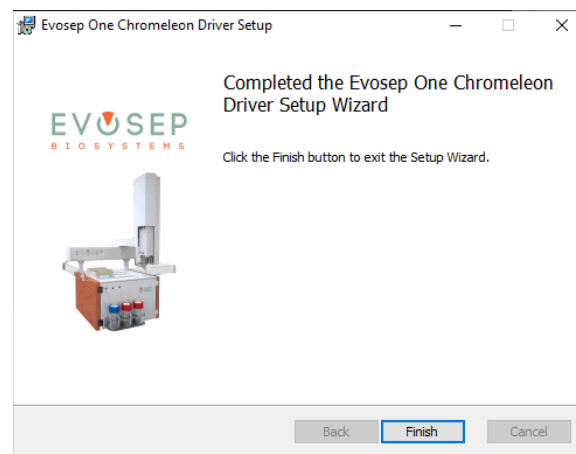 Evosep One Chromeleon Driver Setup
Completed the Evosep One Chromeleon
Driver Setup Wizard
EVOSEP
BIOSYSTEMS
Click the Finish button to exit the Setup Wizard.
EVOSEP
Back
Finish
Cancel